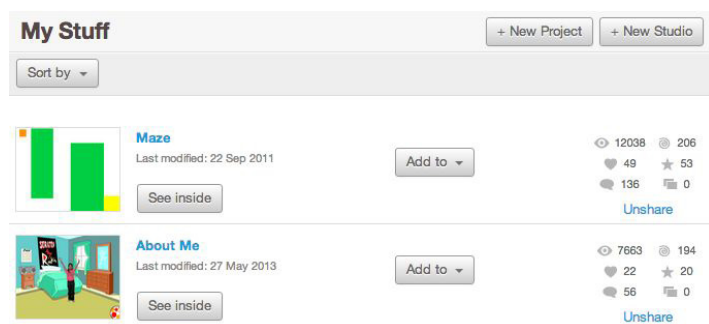 My Stuff
+ New Project
+ New Studio
Sort by
Maze
Last modified: 22 Sep 2011
See inside
Add to
12038 206
49 53
136 0
Unshare
About Me
Last modified: 27 May 2013
See inside
Add to
7663 194
22 20
56 0
Unshare